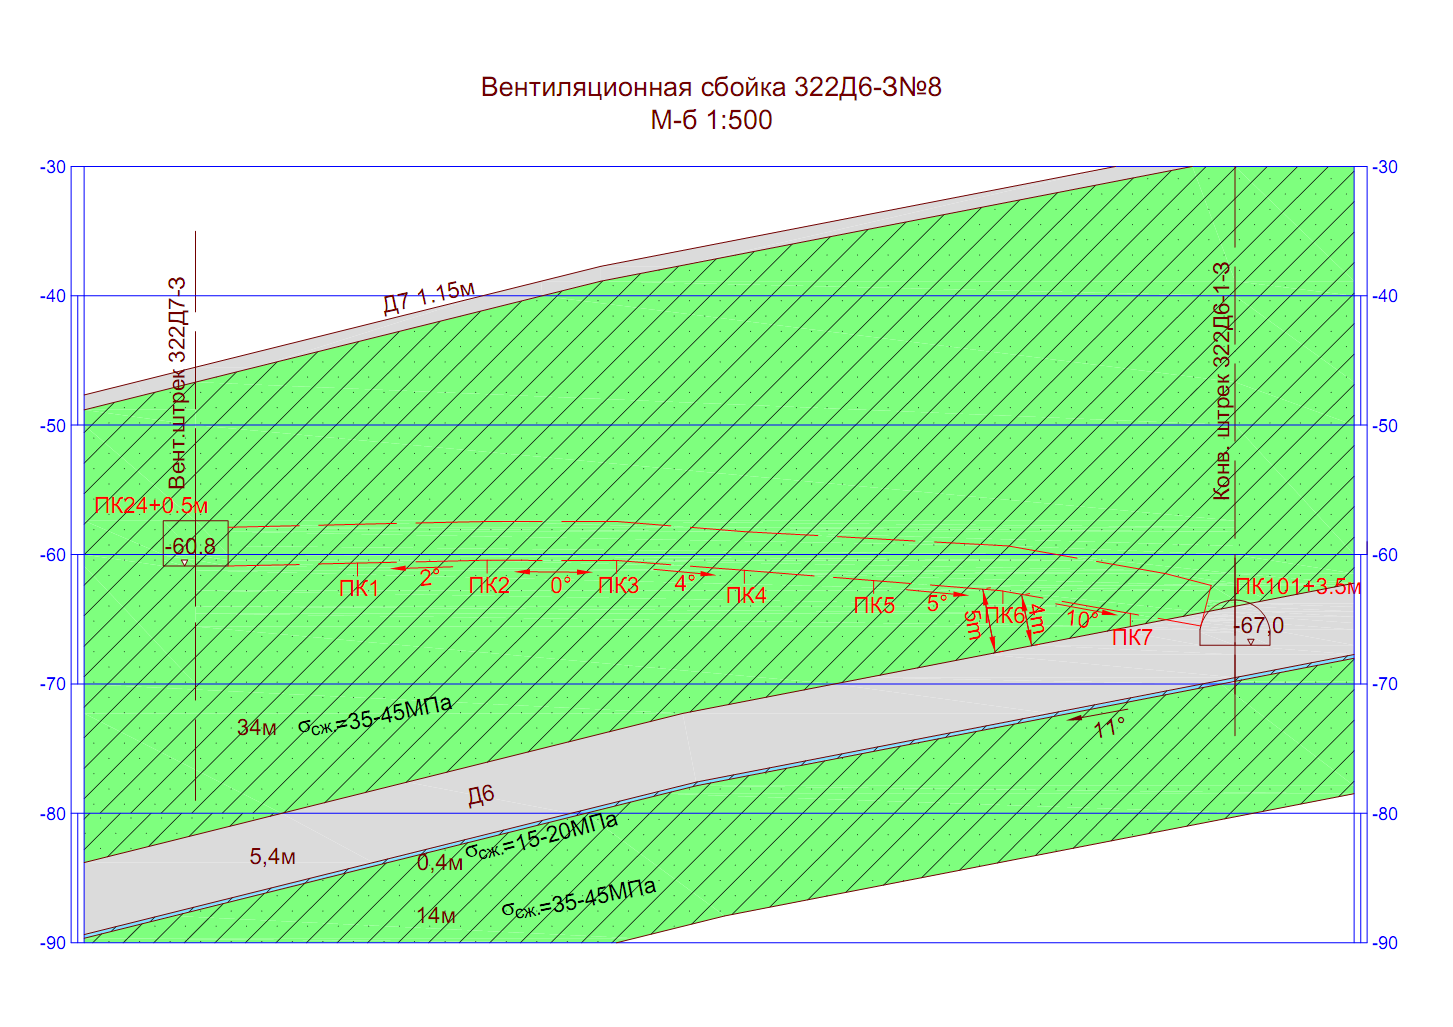 Вентиляционная сбойка 322Д6-3№8
М-б 1:500
-30
-30
-40
-40
-50
-50
-60
-60
-70
-70
-80
-80
-90
-90
Д7 1.15м
Вент.штрек 322Д7-3
Конв. штрек 322Д6-1-3
ПК24+0.5м
-60.8
ПК1
2°
ПК2
0°
ПК3
4°
ПК4
ПК5
5°
5m
ПК6
4m
10°
ПК7
ПК101+3.5м
-67,0
11°
34м
σсж.=35-45МПа
Д6
5,4м
0,4м
σсж.=15-20МПа
14м
σсж.=35-45МПа